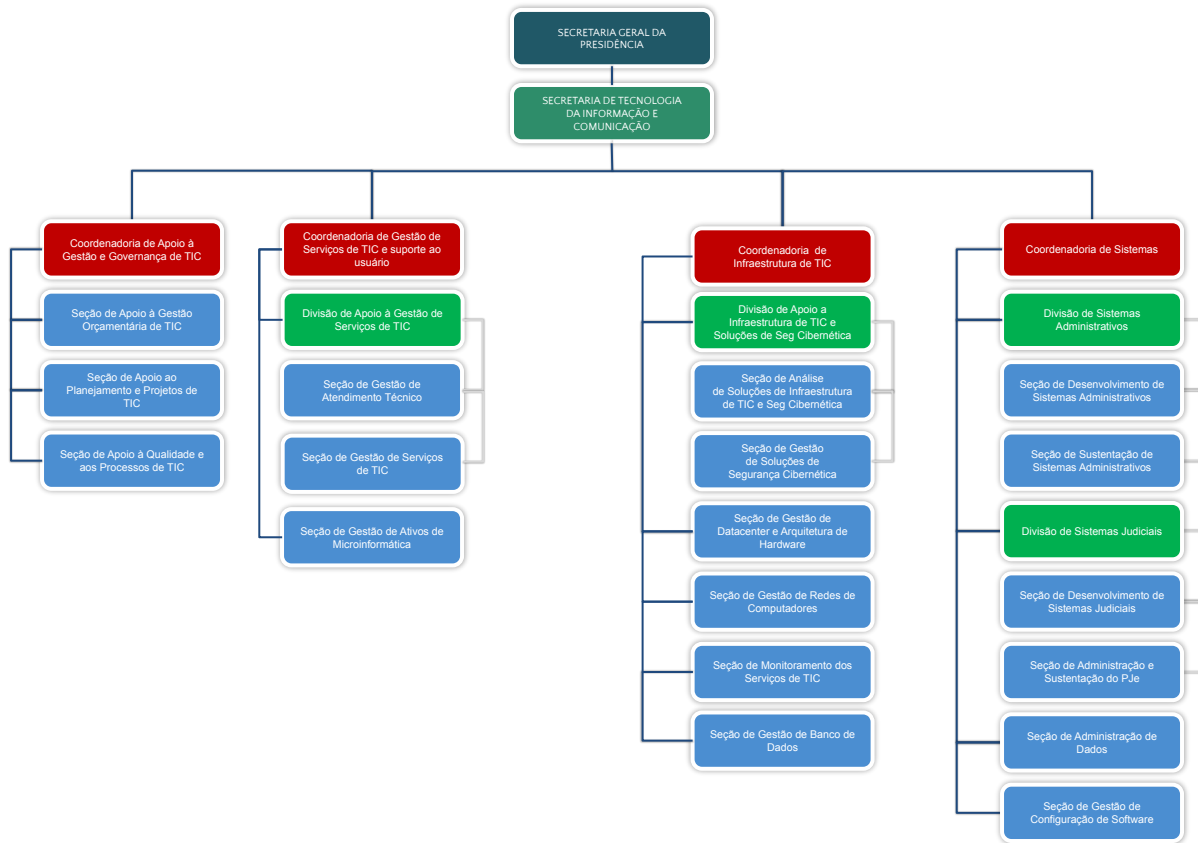 SECRETARIA GERAL DA
PRESIDÊNCIA
SECRETARIA DE TECNOLOGIA
DA INFORMAÇÃO E
COMUNICAÇÃO
Coordenadoria de Apoio à
Gestão e Governança de TIC
Seção de Apoio à Gestão
Orçamentária de TIC
Seção de Apoio ao
Planejamento e Projetos de
TIC
Seção de Apoio à Qualidade e
aos Processos de TIC
Coordenadoria de Gestão de
Serviços de TIC e suporte ao
usuário
Divisão de Apoio à Gestão de
Serviços de TIC
Seção de Gestão de
Atendimento Técnico
Seção de Gestão de Serviços
de TIC
Seção de Gestão de Ativos de
Microinformática
Coordenadoria de
Infraestrutura de TIC
Divisão de Apoio a
Infraestrutura de TIC e
Soluções de Seg Cibernética
Seção de Análise
de Soluções de Infraestrutura
de TIC e Seg Cibernética
Seção de Gestão
de Soluções de
Segurança Cibernética
Seção de Gestão de
Datacenter e Arquitetura de
Hardware
Seção de Gestão de Redes de
Computadores
Seção de Monitoramento dos
Serviços de TIC
Seção de Gestão de Banco de
Dados
Coordenadoria de Sistemas
Divisão de Sistemas
Administrativos
Seção de Desenvolvimento de
Sistemas Administrativos
Seção de Sustentação de
Sistemas Administrativos
Divisão de Sistemas Judiciais
Seção de Desenvolvimento de
Sistemas Judiciais
Seção de Administração e
Sustentação do PJe
Seção de Administração de
Dados
Seção de Gestão de
Configuração de Software